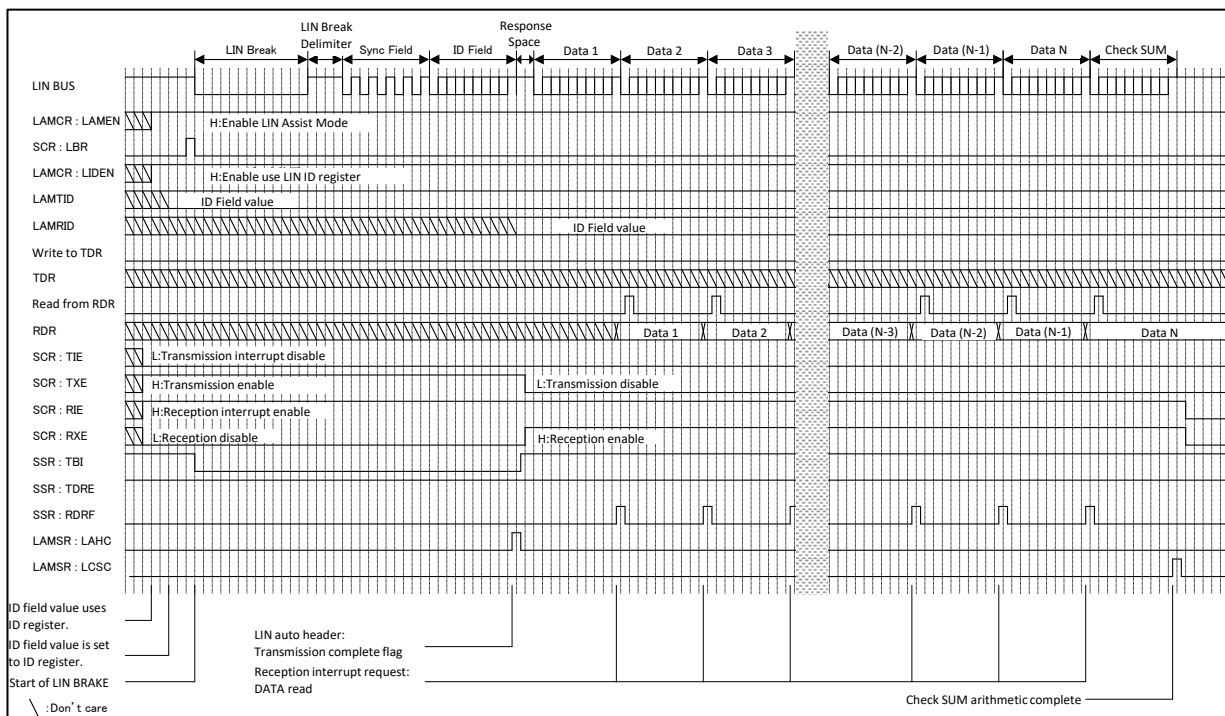 LIN Break
LIN Break
Delimiter
Sync Field
ID Field
Response
Space
Data 1
Data 2
Data 3
Data (N-2)
Data (N-1)
Data N
Check SUM
LIN BUS
LAMCR : LAMEN
H:Enable LIN Assist Mode
SCR : LBR
LAMCR : LIDEN
H:Enable use LIN ID register
LAMTID
ID Field value
LAMRID
ID Field value
Write to TDR
TDR
Read from RDR
RDR
Data 1
Data 2
Data (N-3)
Data (N-2)
Data (N-1)
Data N
SCR : TIE
L:Transmission interrupt disable
SCR : TXE
H:Transmission enable
L:Transmission disable
SCR : RIE
H:Reception interrupt enable
SCR : RXE
L:Reception disable
H:Reception enable
SSR : TBI
SSR : TDRE
SSR : RDRF
LAMSR : LAHC
LAMSR : LCSC
ID field value uses
ID register.
ID field value is set
to ID register.
Start of LIN BRAKE
LIN auto header:
Transmission complete flag
Reception interrupt request:
DATA read
Check SUM arithmetic complete
:Don't care